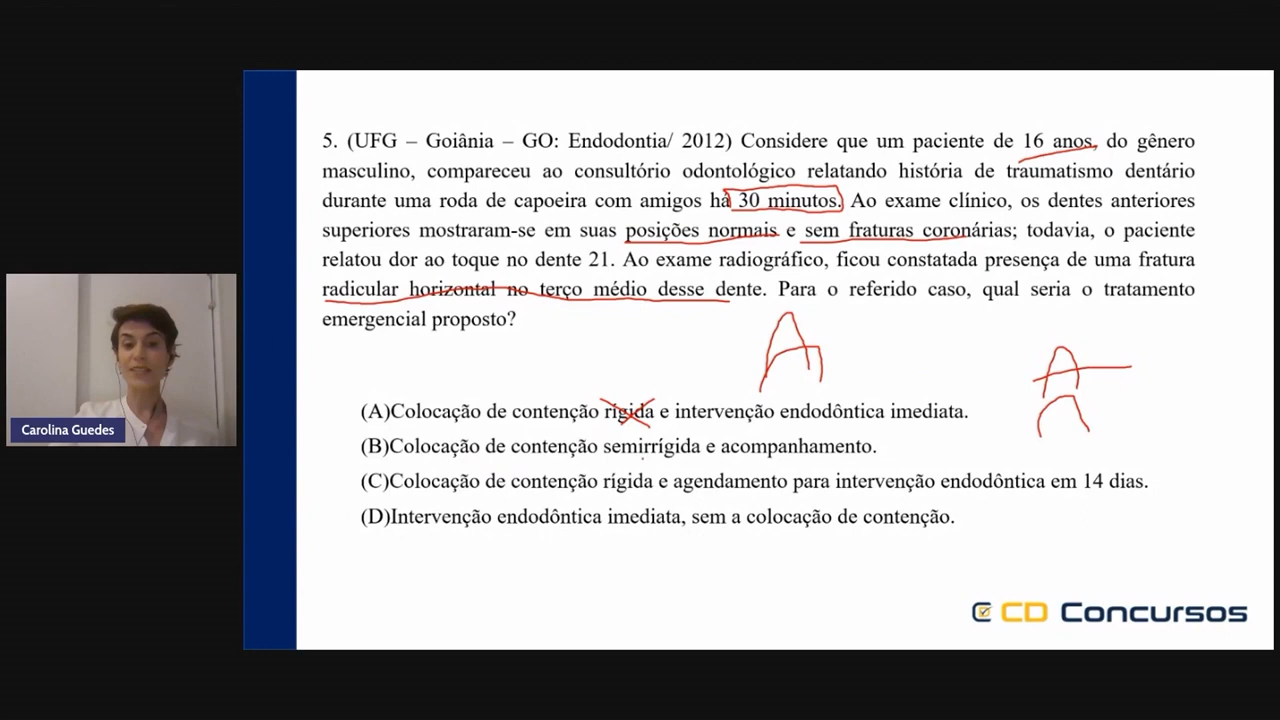 5. (UFG – Goiânia – GO: Endodontia/ 2012) Considere que um paciente de 16 anos, do gênero
masculino, compareceu ao consultório odontológico relatando história de traumatismo dentário
durante uma roda de capoeira com amigos há 30 minutos. Ao exame clínico, os dentes anteriores
superiores mostraram-se em suas posições normais e sem fraturas coronárias; todavia, o paciente
relatou dor ao toque no dente 21. Ao exame radiográfico, ficou constatada presença de uma fratura
radicular horizontal no terço médio desse dente. Para o referido caso, qual seria o tratamento
emergencial proposto?
(A)Colocação de contenção rígida e intervenção endodôntica imediata.
(B)Colocação de contenção semirrígida e acompanhamento.
(C)Colocação de contenção rígida e agendamento para intervenção endodôntica em 14 dias.
(D)Intervenção endodôntica imediata, sem a colocação de contenção.
Carolina Guedes
CD Concursos